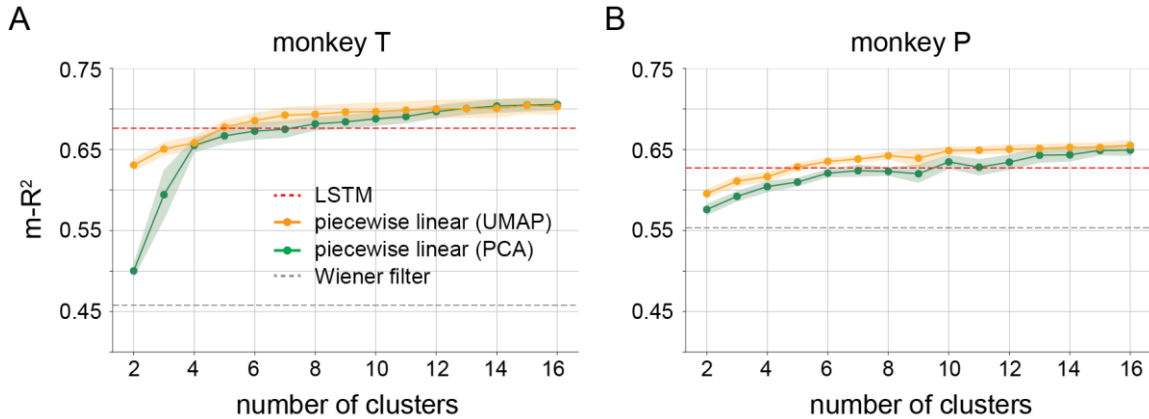 A
monkey T
0.75
0.65
0.55
0.45
m-R²
LSTM
piecewise linear (UMAP)
piecewise linear (PCA)
Wiener filter
2 4 6 8 10 12 14 16
number of clusters
B
monkey P
0.75
0.65
0.55
0.45
2 4 6 8 10 12 14 16
number of clusters